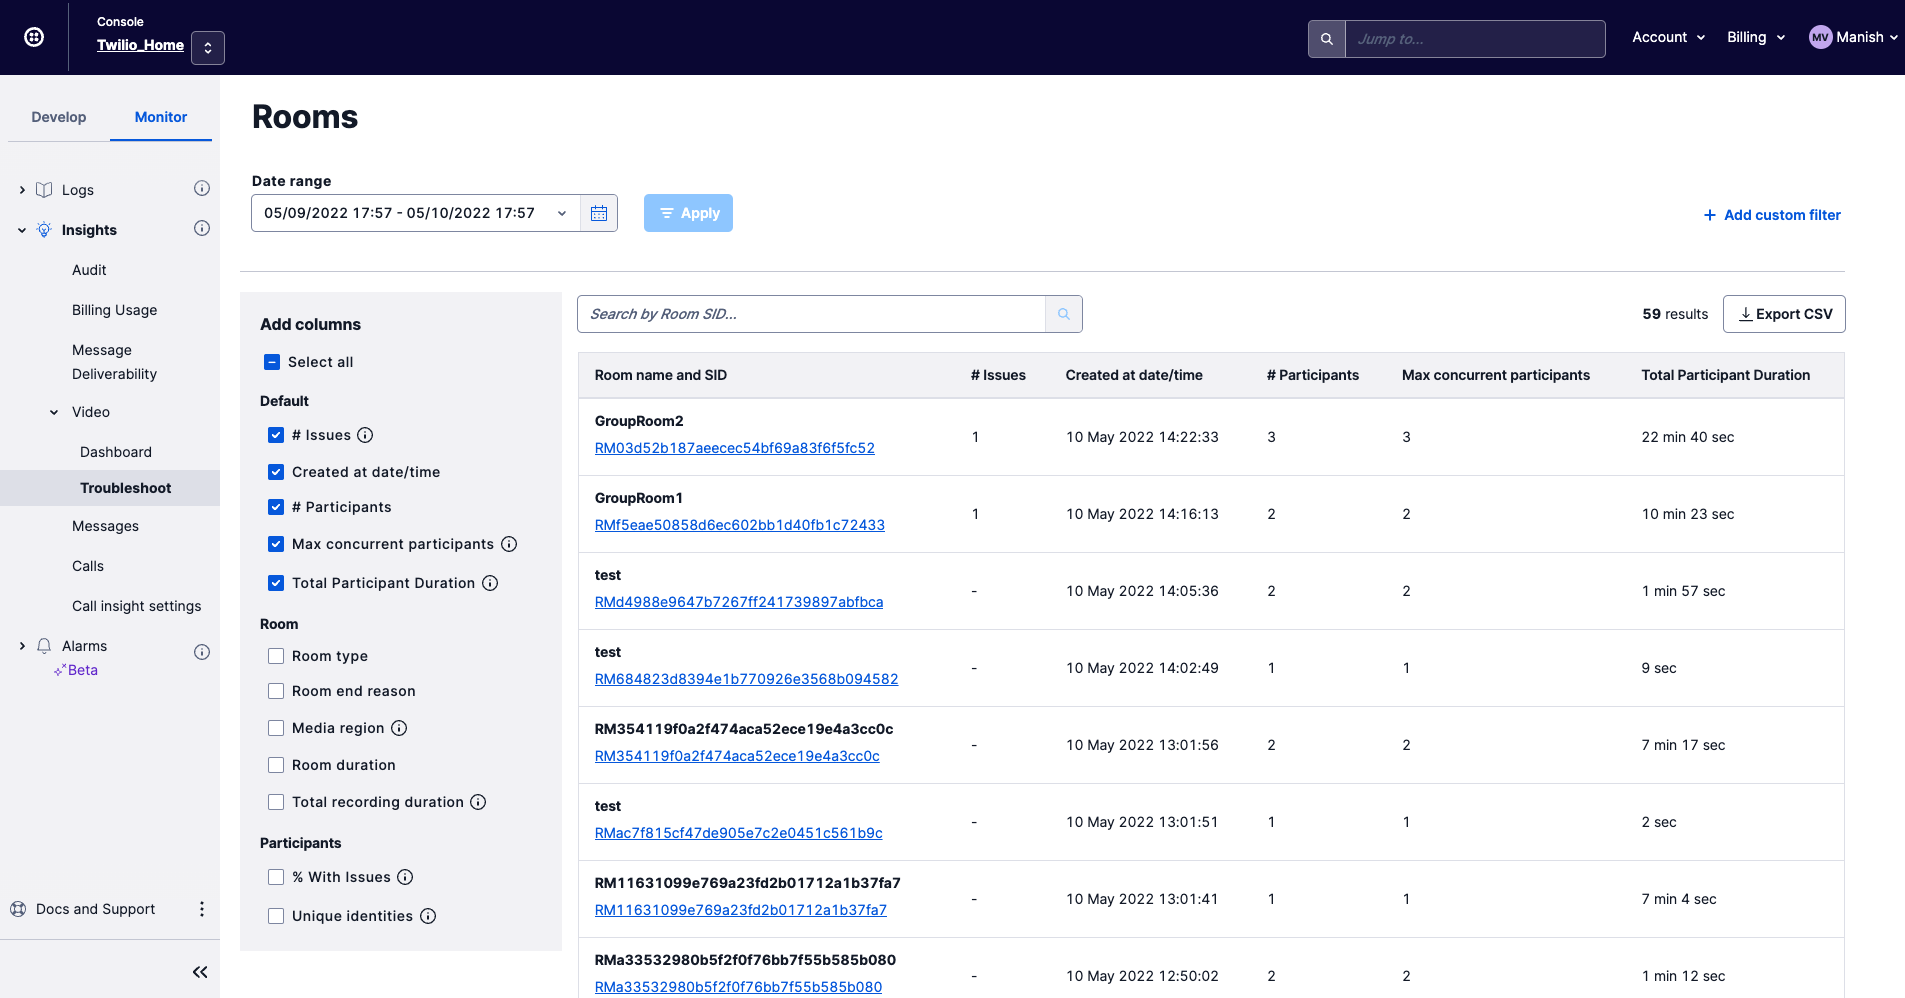 Console
Twilio_Home
Jump to...
Account
Billing
MV
Manish
Develop
Monitor
Logs
Insights
Audit
Billing Usage
Message
Deliverability
Video
Dashboard
Troubleshoot
Messages
Calls
Call insight settings
Alarms
Beta
Docs and Support
Rooms
Date range
05/09/2022 17:57 - 05/10/2022 17:57
Apply
Add custom filter
Add columns
Select all
Default
# Issues
Created at date/time
# Participants
Max concurrent participants
Total Participant Duration
Room
Room type
Room end reason
Media region
Room duration
Total recording duration
Participants
% With Issues
Unique identities
Search by Room SID...
59 results
Export CSV
Room name and SID # Issues Created at date/time # Participants Max concurrent participants Total Participant Duration
GroupRoom2
RM03d52b187aeecec54bf69a83f6f5fc52
1 10 May 2022 14:22:33 3 3 22 min 40 sec
GroupRoom1
RMf5eae50858d6ec602bb1d40fb1c72433
1 10 May 2022 14:16:13 2 2 10 min 23 sec
test
RMd4988e9647b7267ff241739897abfbca
- 10 May 2022 14:05:36 2 2 1 min 57 sec
test
RM684823d8394e1b770926e3568b094582
- 10 May 2022 14:02:49 1 1 9 sec
RM354119f0a2f474aca52ece19e4a3cc0c
RM354119f0a2f474aca52ece19e4a3cc0c
- 10 May 2022 13:01:56 2 2 7 min 17 sec
test
RMac7f815cf47de905e7c2e0451c561b9c
- 10 May 2022 13:01:51 1 1 2 sec
RM11631099e769a23fd2b01712a1b37fa7
RM11631099e769a23fd2b01712a1b37fa7
- 10 May 2022 13:01:41 1 1 7 min 4 sec
RMa33532980b5f2f0f76bb7f55b585b080
RMa33532980b5f2f0f76bb7f55b585b080
- 10 May 2022 12:50:02 2 2 1 min 12 sec